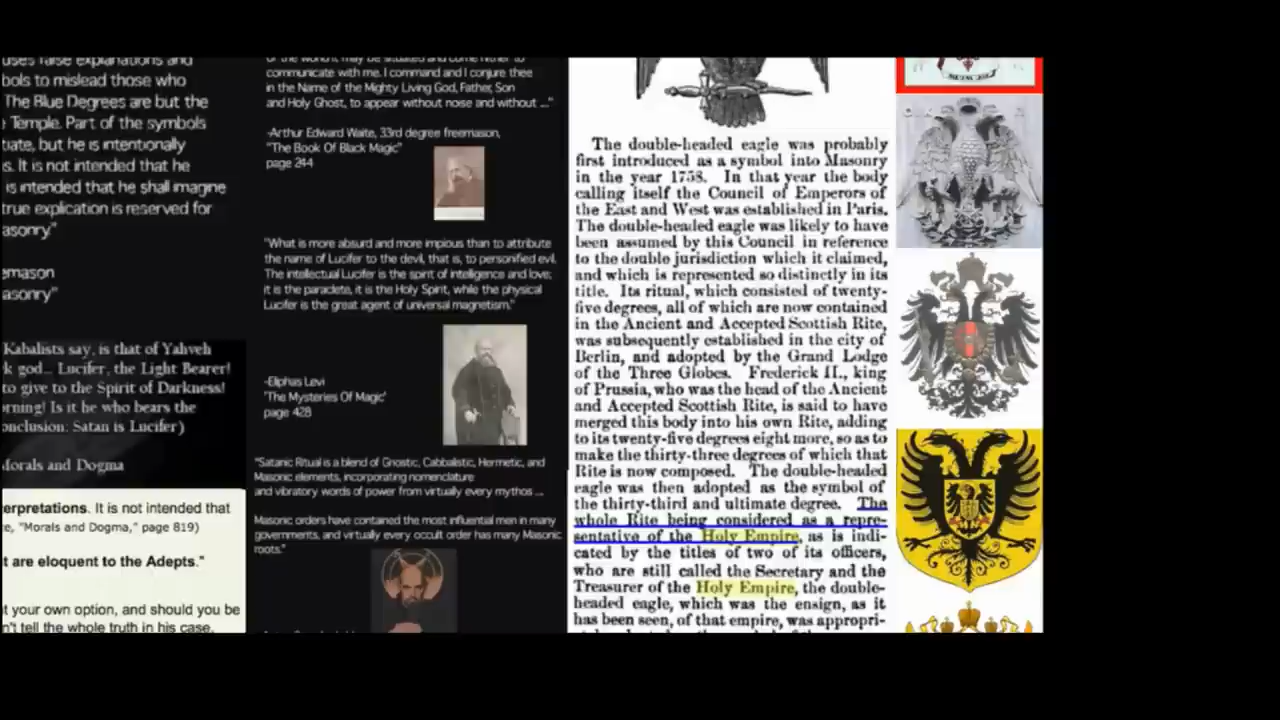 uses false explanations and
bols to mislead those who
The Blue Degrees are but the
Temple. Part of the symbols
tiate, but he is intentionally
s. It is not intended that he
is intended that he shall imagine
true explication is reserved for
asonry"
emason
asonry"
Kabalists say, is that of Yahveh
k god... Lucifer, the Light Bearer!
to give to the Spirit of Darkness!
orning! Is it he who bears the
onclusion: Satan is Lucifer)
Morals and Dogma
erpretations. It is not intended that
e, "Morals and Dogma," page 819)
t are eloquent to the Adepts."
t your own option, and should you be
n't tell the whole truth in his case.
of the world it may be situated and come hither to
communicate with me. I command and I conjure thee
in the Name of the Mighty Living God, Father, Son
and Holy Ghost, to appear without noise and without ..."
-Arthur Edward Waite, 33rd degree freemason,
"The Book Of Black Magic"
page 244
"What is more absurd and more impious than to attribute
the name of Lucifer to the devil, that is, to personified evil.
The intellectual Lucifer is the spirit of intelligence and love;
it is the paraclete, it is the Holy Spirit, while the physical
Lucifer is the great agent of universal magnetism."
-Eliphas Levi
'The Mysteries Of Magic'
page 428
"Satanic Ritual is a blend of Gnostic, Cabbalistic, Hermetic, and
Masonic elements, incorporating nomenclature
and vibratory words of power from virtually every mythos ...
Masonic orders have contained the most influential men in many
governments, and virtually every occult order has many Masonic
roots."
The double-headed eagle was probably
first introduced as a symbol into Masonry
in the year 1758. In that year the body
calling itself the Council of Emperors of
the East and West was established in Paris.
The double-headed eagle was likely to have
been assumed by this Council in reference
to the double jurisdiction which it claimed,
and which is represented so distinctly in its
title. Its ritual, which consisted of twenty-
five degrees, all of which are now contained
in the Ancient and Accepted Scottish Rite,
was subsequently established in the city of
Berlin, and adopted by the Grand Lodge
of the Three Globes. Frederick II., king
of Prussia, who was the head of the Ancient
and Accepted Scottish Rite, is said to have
merged this body into his own Rite, adding
to its twenty-five degrees eight more, so as to
make the thirty-three degrees of which that
Rite is now composed. The double-headed
eagle was then adopted as the symbol of
the thirty-third and ultimate degree. The
whole Rite being considered as a repre-
sentative of the Holy Empire, as is indi-
cated by the titles of two of its officers,
who are still called the Secretary and the
Treasurer of the Holy Empire, the double-
headed eagle, which was the ensign, as it
has been seen, of that empire, was appropri-